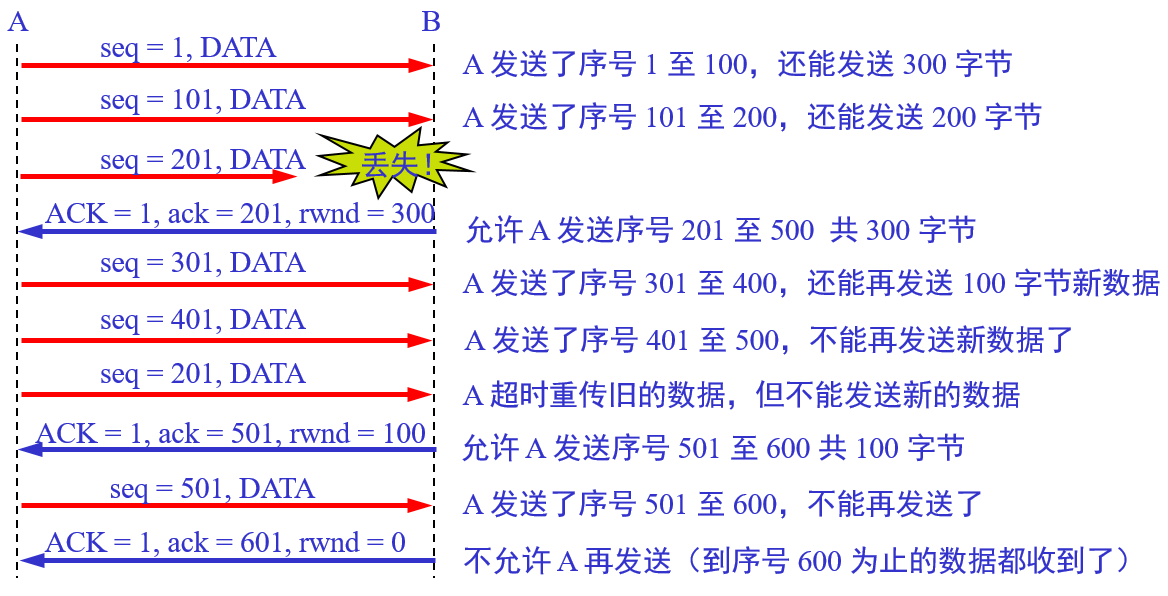 A B
seq = 1, DATA
A 发送了序号 1 至 100，还能发送 300 字节
seq = 101, DATA
A 发送了序号 101 至 200，还能发送 200 字节
seq = 201, DATA
丢失！
ACK = 1, ack = 201, rwnd = 300
允许 A 发送序号 201 至 500 共 300 字节
seq = 301, DATA
A 发送了序号 301 至 400，还能再发送 100 字节新数据
seq = 401, DATA
A 发送了序号 401 至 500，不能再发送新数据了
seq = 201, DATA
A 超时重传旧的数据，但不能发送新的数据
ACK = 1, ack = 501, rwnd = 100
允许 A 发送序号 501 至 600 共 100 字节
seq = 501, DATA
A 发送了序号 501 至 600，不能再发送了
ACK = 1, ack = 601, rwnd = 0
不允许 A 再发送（到序号 600 为止的数据都收到了）